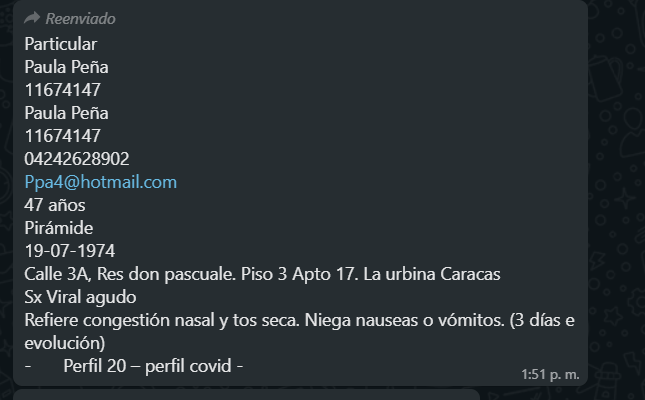 Reenviado
Particular
Paula Peña
11674147
Paula Peña
11674147
04242628902
Ppa4@hotmail.com
47 años
Pirámide
19-07-1974
Calle 3A, Res don pascuale. Piso 3 Apto 17. La urbina Caracas
Sx Viral agudo
Refiere congestión nasal y tos seca. Niega nauseas o vómitos. (3 días e
evolución)
- Perfil 20 – perfil covid -
1:51 p. m.